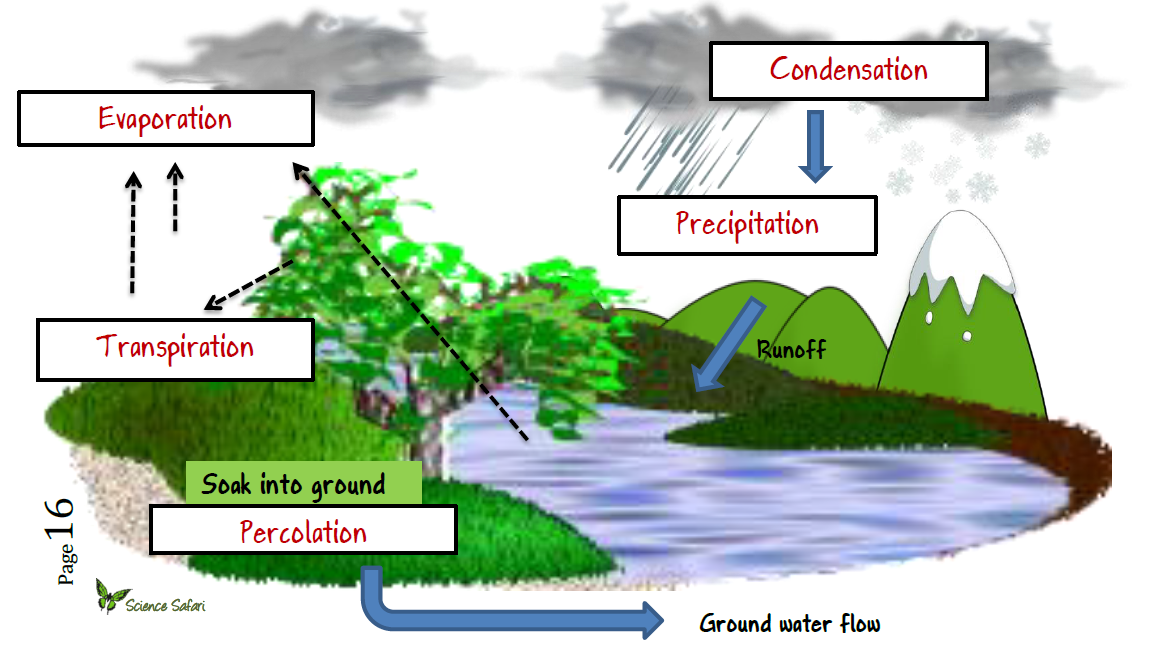 Condensation
Evaporation
Precipitation
Transpiration
Runoff
Soak into ground
Percolation
Page 16
Science Safari
Ground water flow